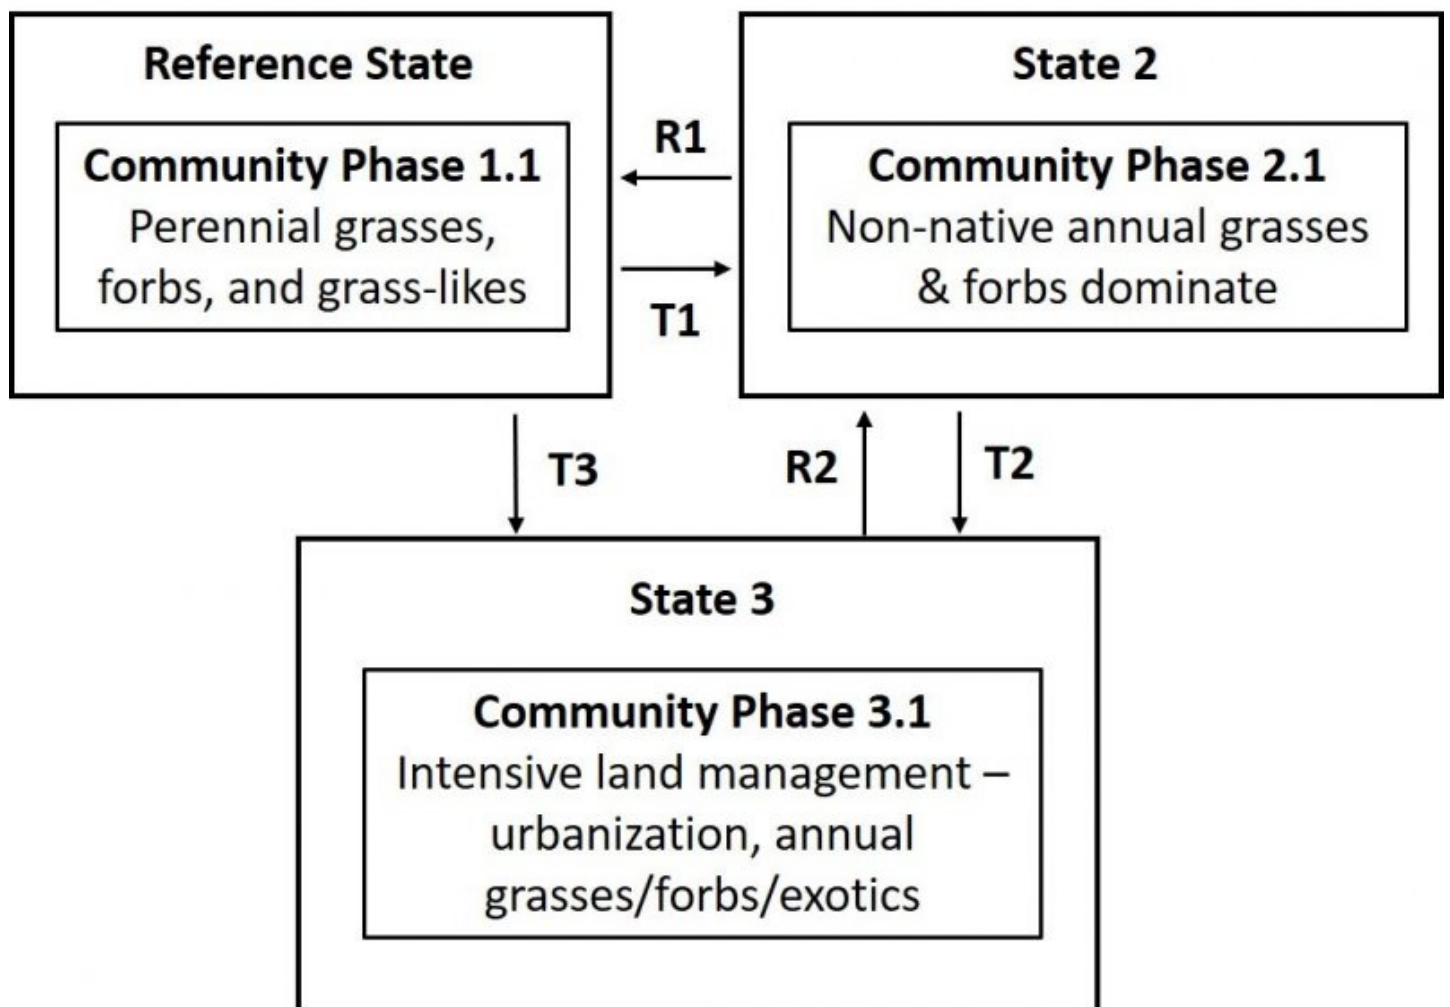 Reference State
Community Phase 1.1
Perennial grasses,
forbs, and grass-likes
R1
T1
State 2
Community Phase 2.1
Non-native annual grasses
& forbs dominate
T3
R2
T2
State 3
Community Phase 3.1
Intensive land management –
urbanization, annual
grasses/forbs/exotics